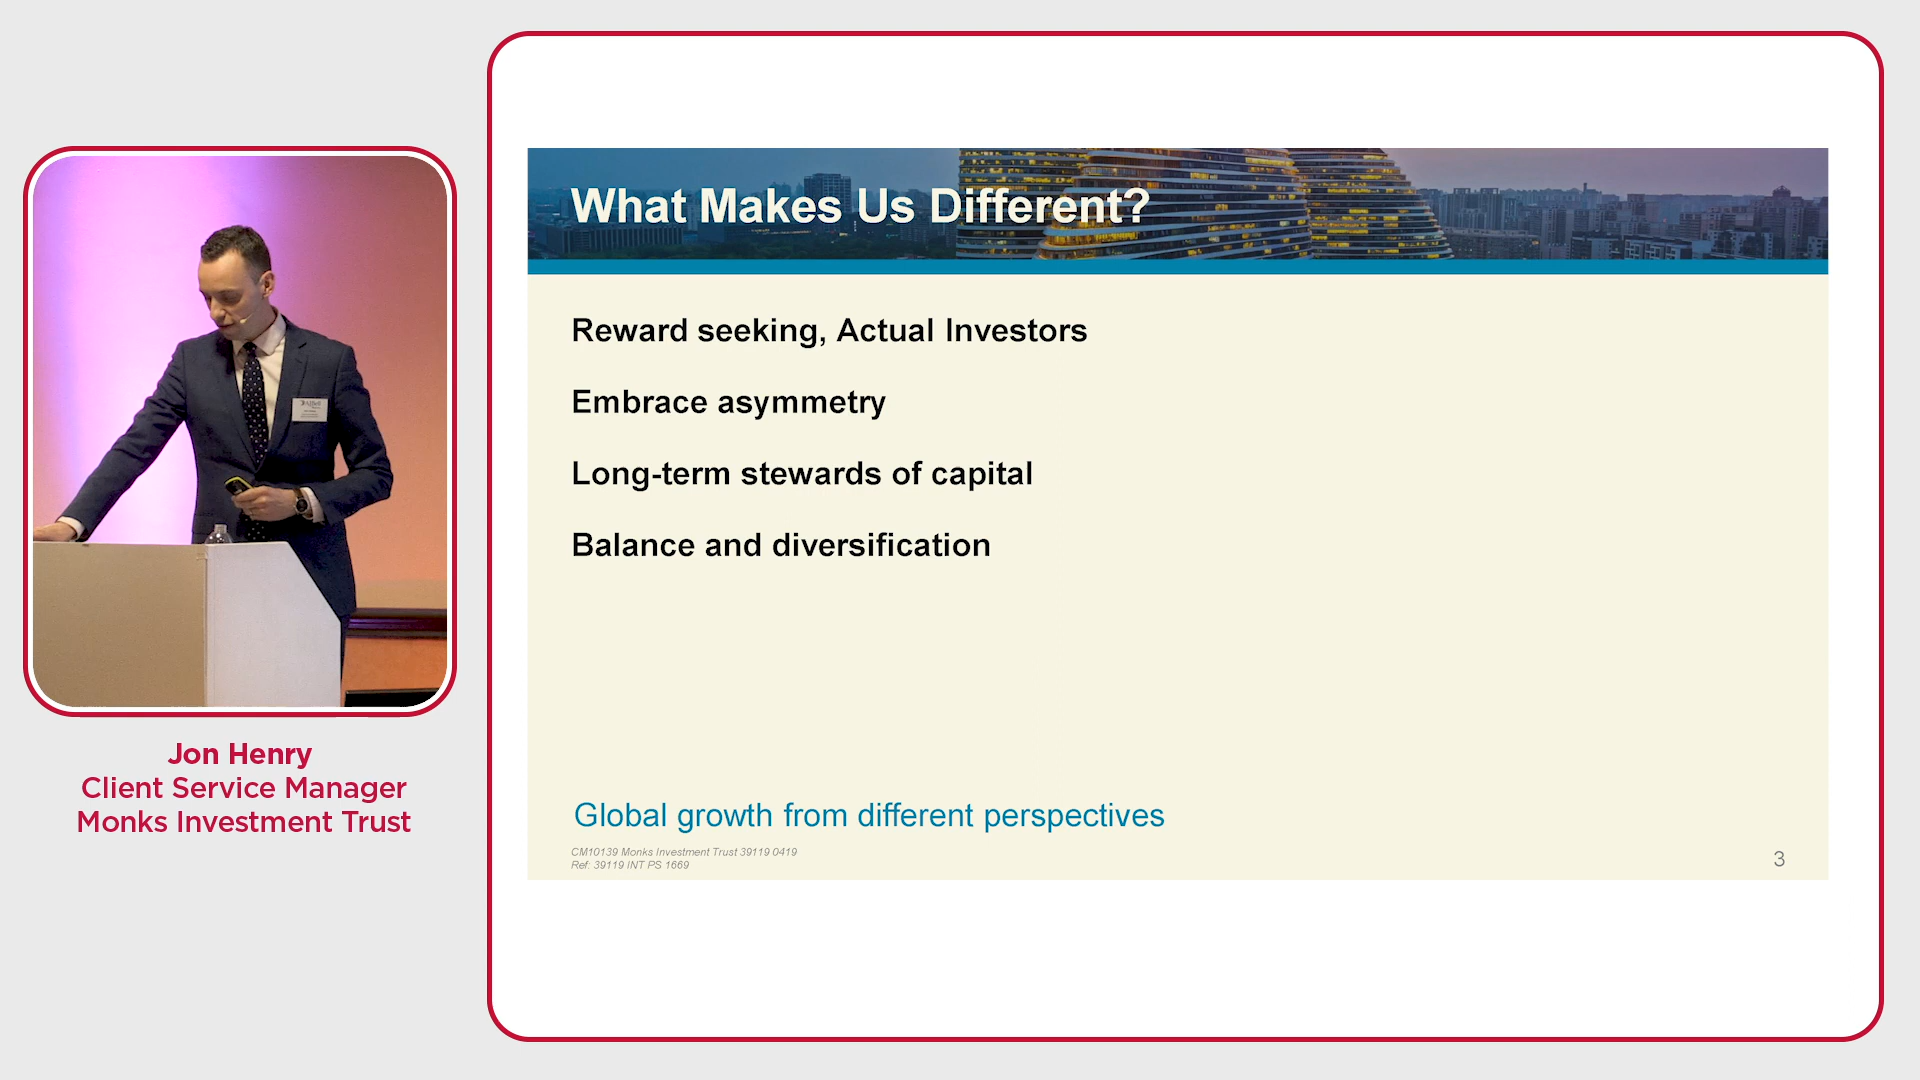 What Makes Us Different?
Reward seeking, Actual Investors
Embrace asymmetry
Long-term stewards of capital
Balance and diversification
Global growth from different perspectives
CM10139 Monks Investment Trust 39119 0419
Ref: 39119 INT PS 1669
3
Jon Henry
Client Service Manager
Monks Investment Trust